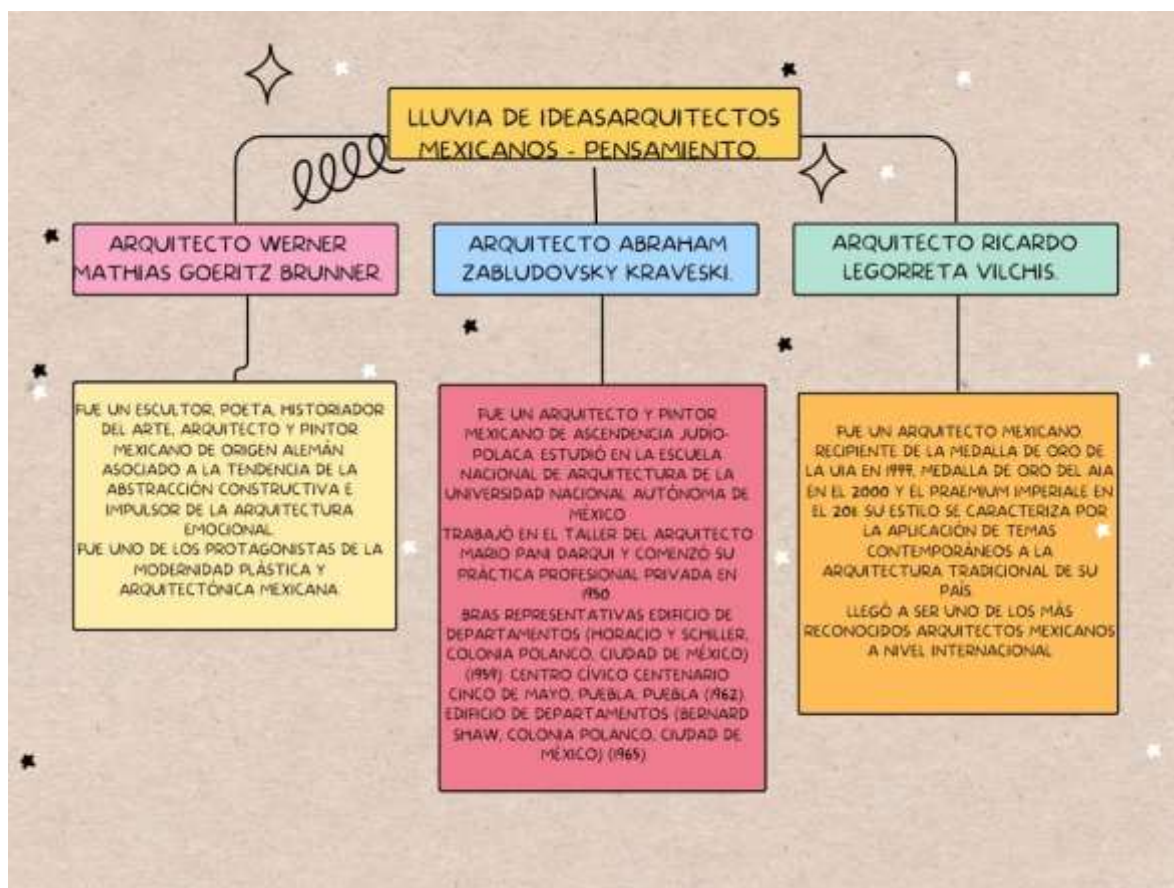 LLUVIA DE IDEASARQUITECTOS
MEXICANOS - PENSAMIENTO.
ARQUITECTO WERNER
MATHIAS GOERITZ BRUNNER.
ARQUITECTO ABRAHAM
ZABLUDOVSKY KRAVESKI.
ARQUITECTO RICARDO
LEGORRETA VILCHIS.
FUE UN ESCULTOR, POETA, HISTORIADOR
DEL ARTE, ARQUITECTO Y PINTOR
MEXICANO DE ORIGEN ALEMÁN
ASOCIADO A LA TENDENCIA DE LA
ABSTRACCIÓN CONSTRUCTIVA E
IMPULSOR DE LA ARQUITECTURA
EMOCIONAL.
FUE UNO DE LOS PROTAGONISTAS DE LA
MODERNIDAD PLÁSTICA Y
ARQUITECTÓNICA MEXICANA.
FUE UN ARQUITECTO Y PINTOR
MEXICANO DE ASCENDENCIA JUDÍO-
POLACA. ESTUDIÓ EN LA ESCUELA
NACIONAL DE ARQUITECTURA DE LA
UNIVERSIDAD NACIONAL AUTÓNOMA DE
MÉXICO
TRABAJÓ EN EL TALLER DEL ARQUITECTO
MARIO PANI DARQUI Y COMENZÓ SU
PRÁCTICA PROFESIONAL PRIVADA EN
1950.
BRAS REPRESENTATIVAS EDIFICIO DE
DEPARTAMENTOS (HORACIO Y SCHILLER,
COLONIA POLANCO, CIUDAD DE MÉXICO)
(1959). CENTRO CÍVICO CENTENARIO
CINCO DE MAYO, PUEBLA, PUEBLA (1962).
EDIFICIO DE DEPARTAMENTOS (BERNARD
SHAW, COLONIA POLANCO, CIUDAD DE
MÉXICO) (1965).
FUE UN ARQUITECTO MEXICANO,
RECIPIENTE DE LA MEDALLA DE ORO DE
LA UIA EN 1999, MEDALLA DE ORO DEL AIA
EN EL 2000 Y EL PRAEMIUM IMPERIALE EN
EL 2011. SU ESTILO SE CARACTERIZA POR
LA APLICACIÓN DE TEMAS
CONTEMPORÁNEOS A LA
ARQUITECTURA TRADICIONAL DE SU
PAÍS.
LLEGÓ A SER UNO DE LOS MÁS
RECONOCIDOS ARQUITECTOS MEXICANOS
A NIVEL INTERNACIONAL